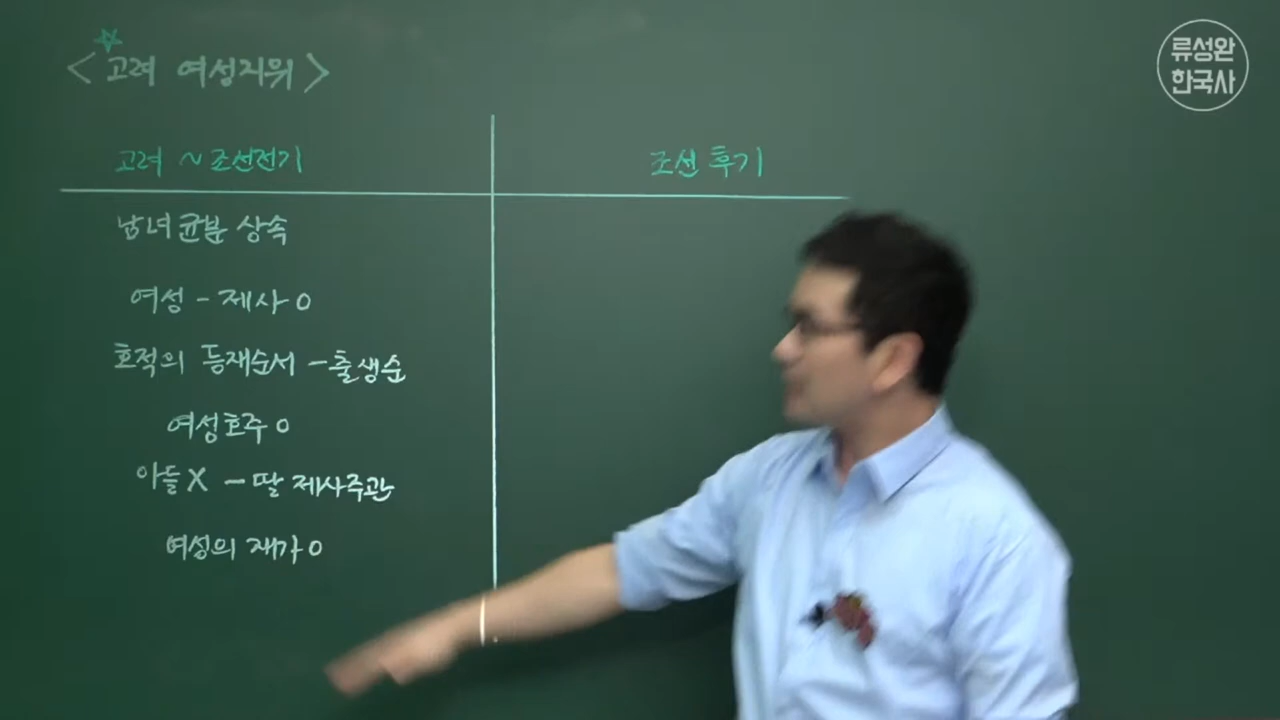 <고려 여성지위>
고려 ~ 조선전기
조선 후기
남녀 균분 상속
여성 - 제사 O
호적의 등재순서 - 출생순
여성호주 O
아들 X - 딸 제사주관
여성의 재가 O
류성완
한국사